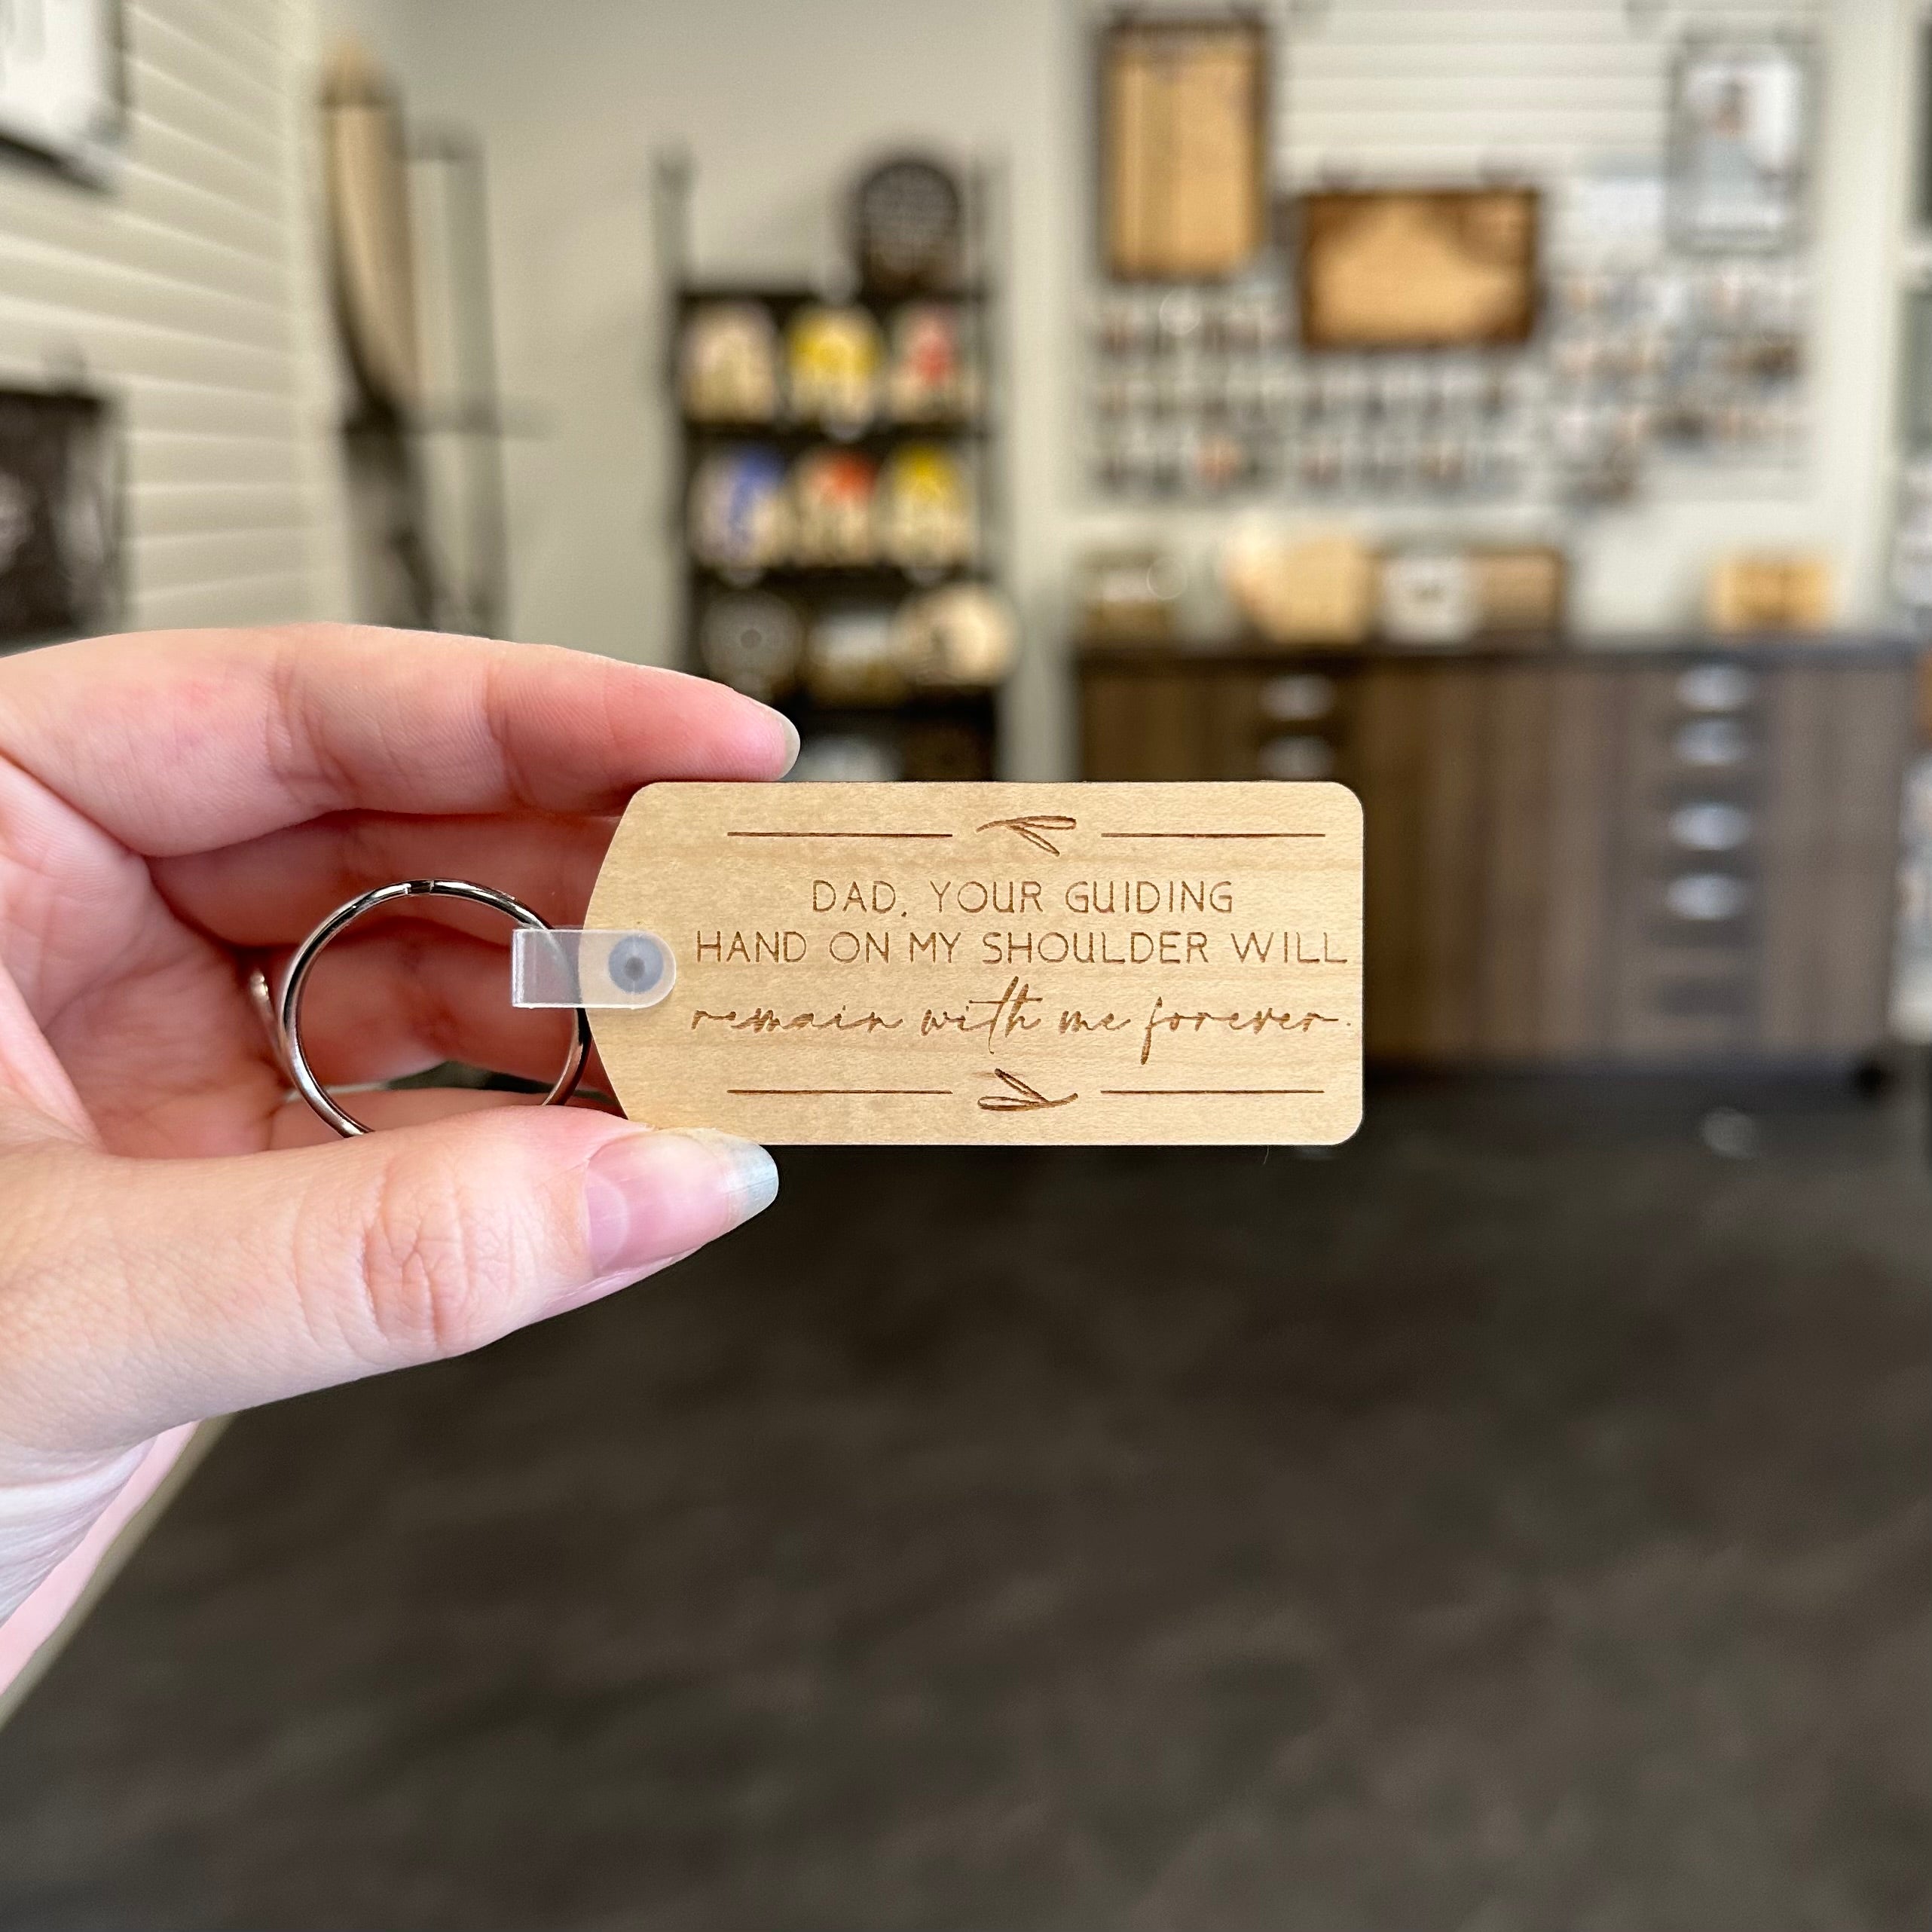 DAD, YOUR GUIDING
HAND ON MY SHOULDER WILL
remain with me forever.